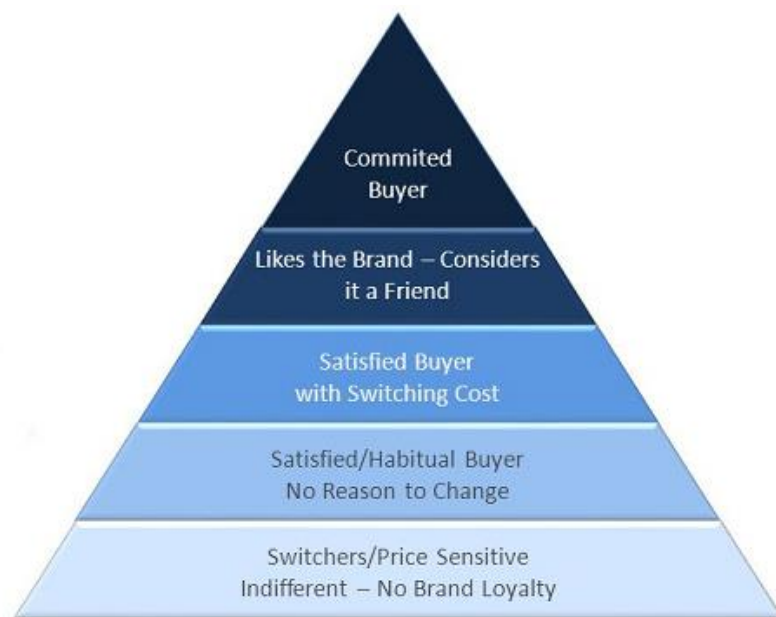 Commited
Buyer
Likes the Brand – Considers
it a Friend
Satisfied Buyer
with Switching Cost
Satisfied/Habitual Buyer
No Reason to Change
Switchers/Price Sensitive
Indifferent – No Brand Loyalty